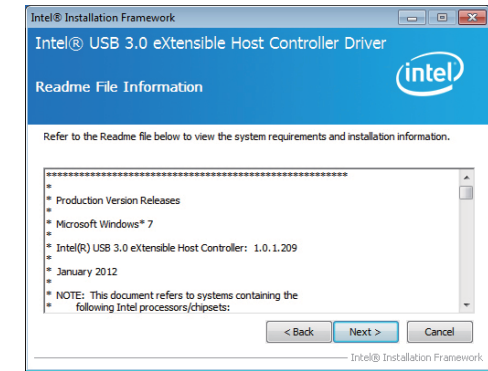 Intel® Installation Framework
Intel® USB 3.0 eXtensible Host Controller Driver
Readme File Information
intel
Refer to the Readme file below to view the system requirements and installation information.
*******************************************************
*
* Production Version Releases
*
* Microsoft Windows* 7
*
* Intel(R) USB 3.0 eXtensible Host Controller: 1.0.1.209
*
* January 2012
*
* NOTE: This document refers to systems containing the
* following Intel processors/chipsets:
< Back Next > Cancel
Intel® Installation Framework